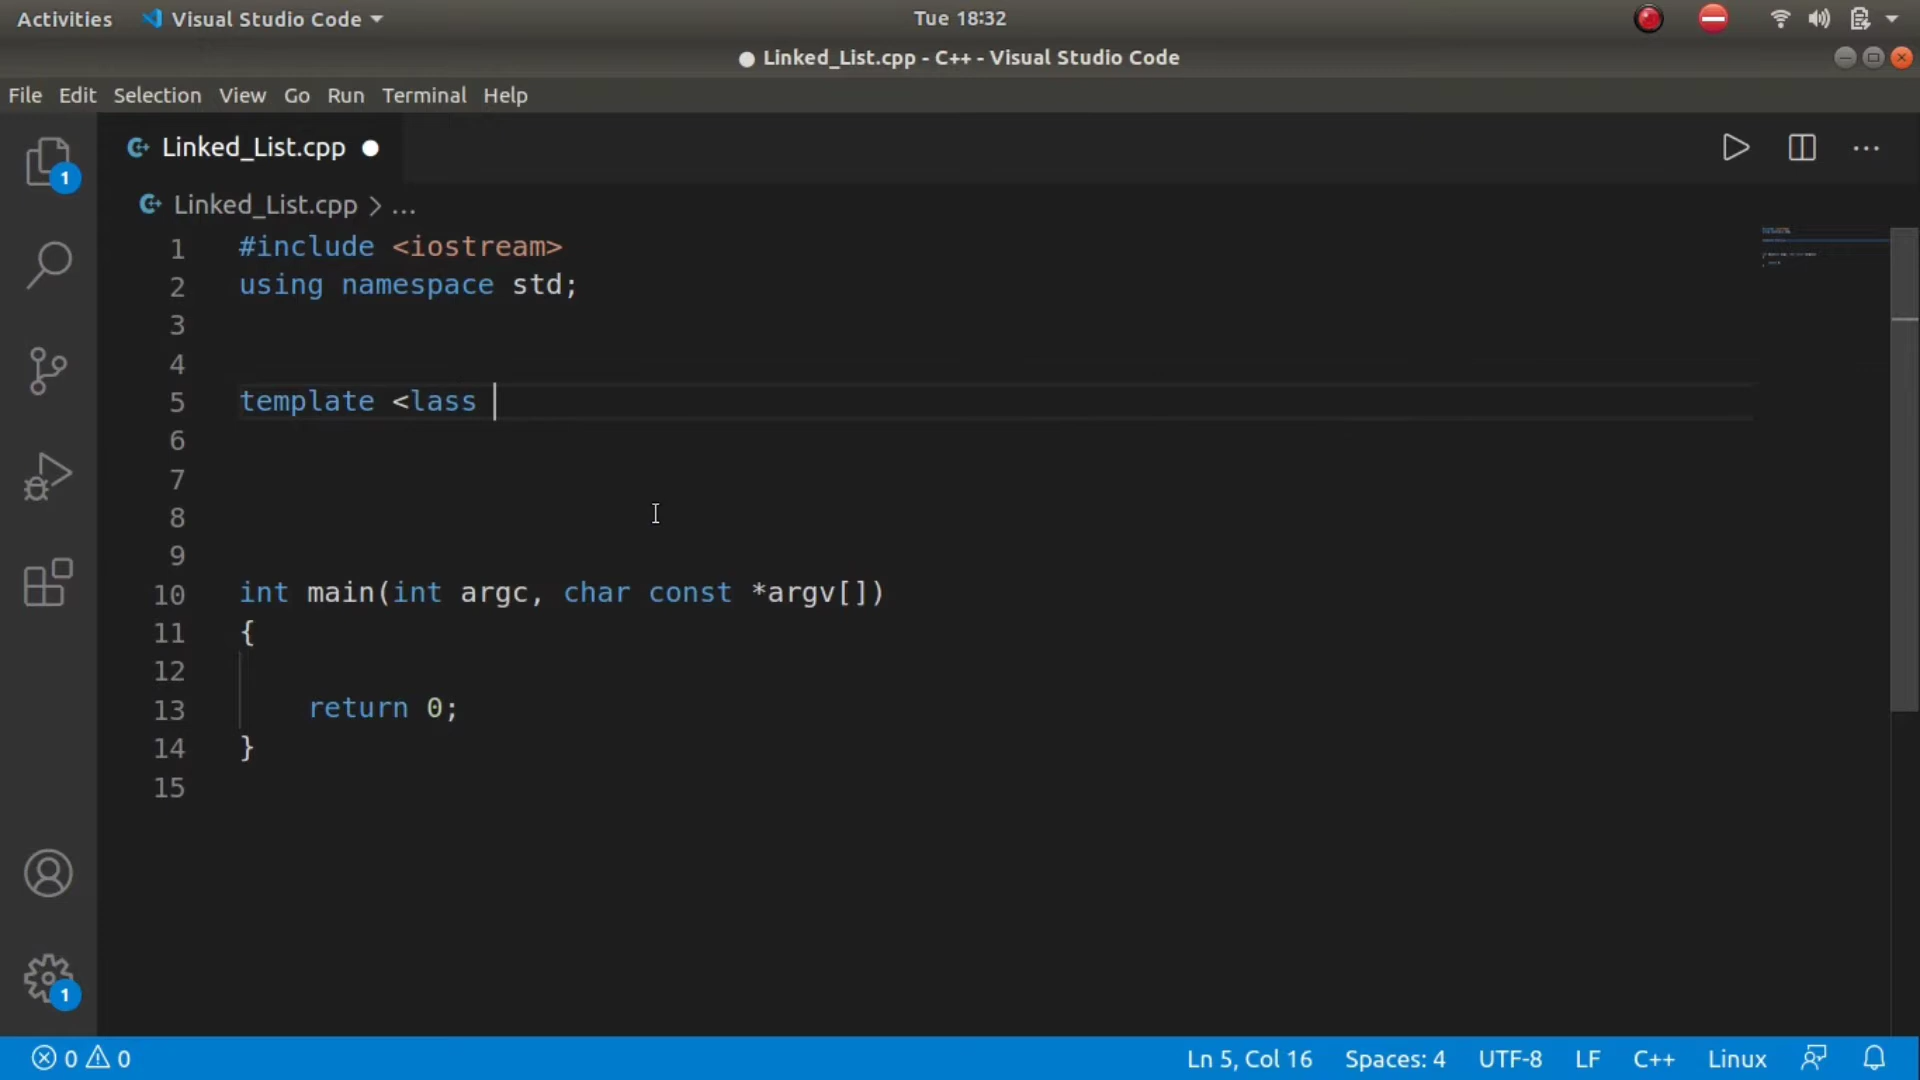 Activities Visual Studio Code Tue 18:32
● Linked_List.cpp - C++ - Visual Studio Code
File Edit Selection View Go Run Terminal Help
Linked_List.cpp ●
Linked_List.cpp > ...
1 #include <iostream>
2 using namespace std;
3
4
5 template <lass
6
7
8
9
10 int main(int argc, char const *argv[])
11 {
12
13 return 0;
14 }
15
1
1
0 0 Ln 5, Col 16 Spaces: 4 UTF-8 LF C++ Linux